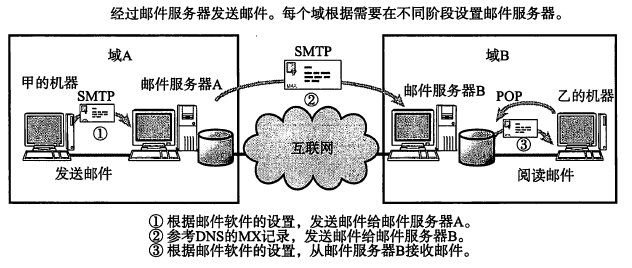 经过邮件服务器发送邮件。每个域根据需要在不同阶段设置邮件服务器。
域A
SMTP
域B
甲的机器
SMTP
邮件服务器A
MAIL
②
邮件服务器B
POP
乙的机器
①
③
互联网
发送邮件
阅读邮件
① 根据邮件软件的设置，发送邮件给邮件服务器A。
② 参考DNS的MX记录，发送邮件给邮件服务器B。
③ 根据邮件软件的设置，从邮件服务器B接收邮件。